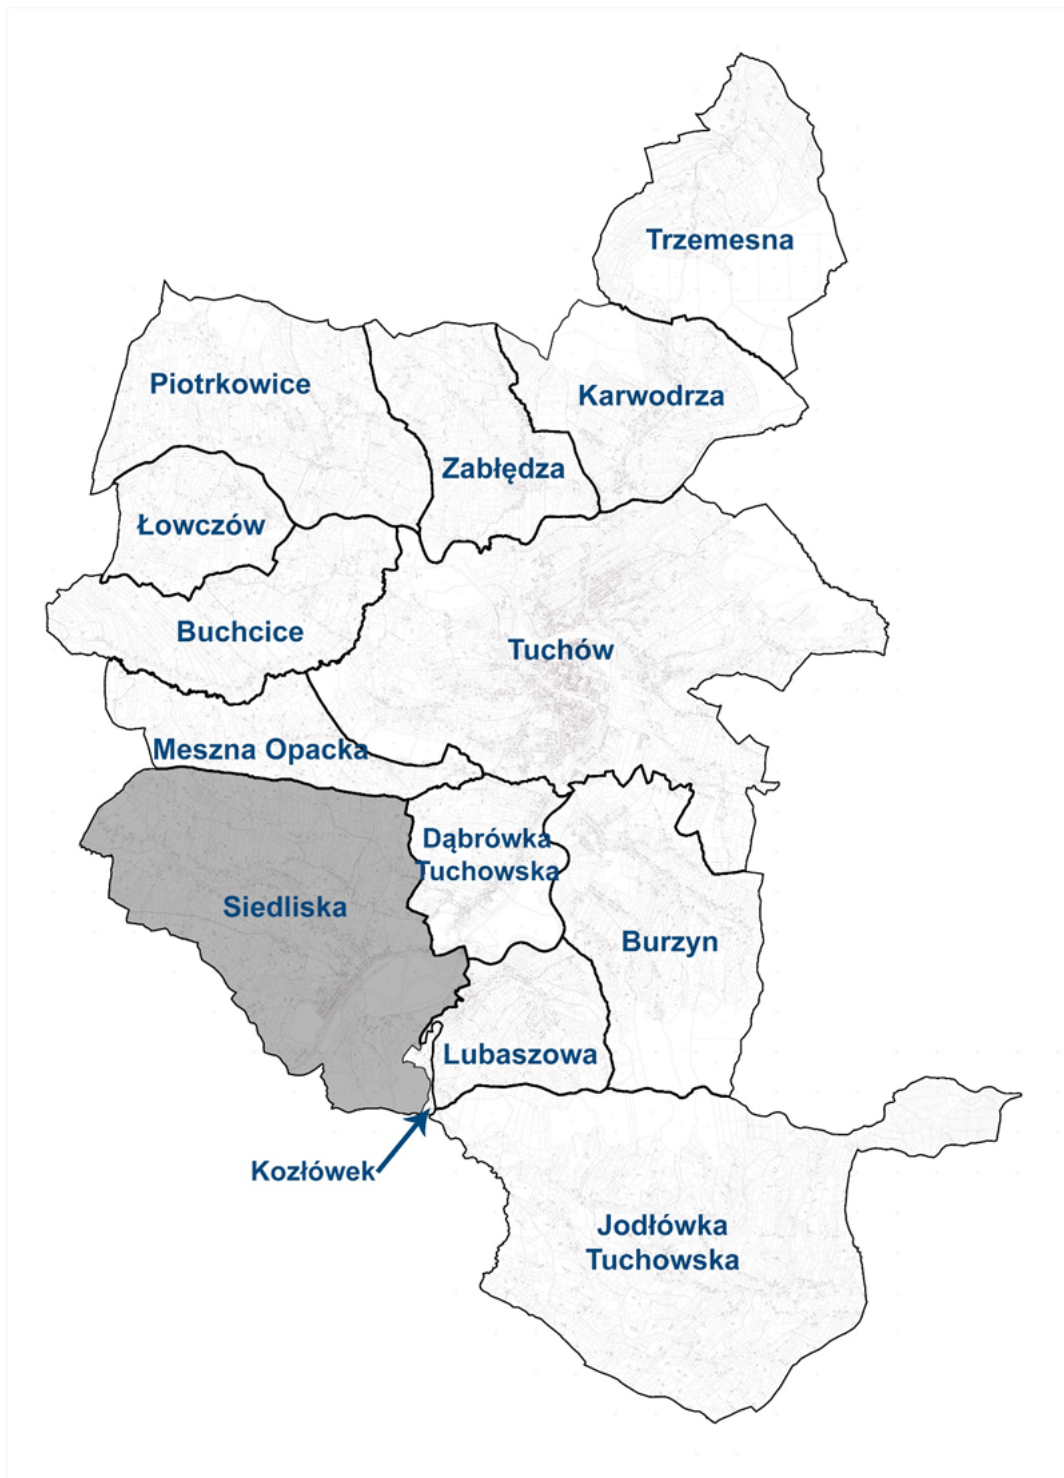 Trzemesna
Piotrkowice
Karwodrza
Zabłędza
Łowczów
Buchcice
Tuchów
Meszna Opacka
Dąbrówka
Tuchowska
Siedliska
Burzyn
Lubaszowa
Kozłówek
Jodłówka
Tuchowska